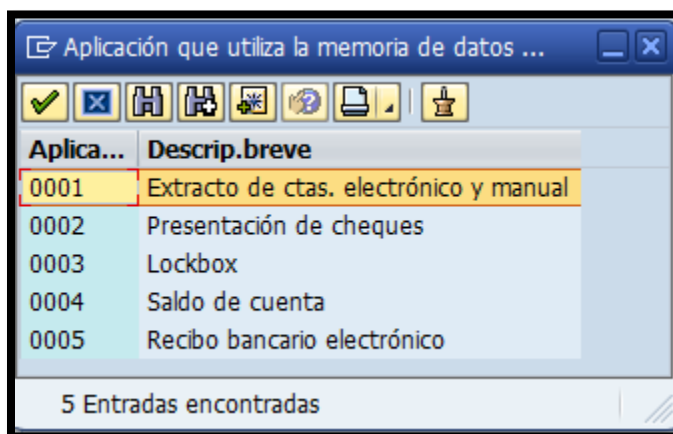 Aplicación que utiliza la memoria de datos ...
Aplica... Descrip.breve
0001 Extracto de ctas. electrónico y manual
0002 Presentación de cheques
0003 Lockbox
0004 Saldo de cuenta
0005 Recibo bancario electrónico
5 Entradas encontradas